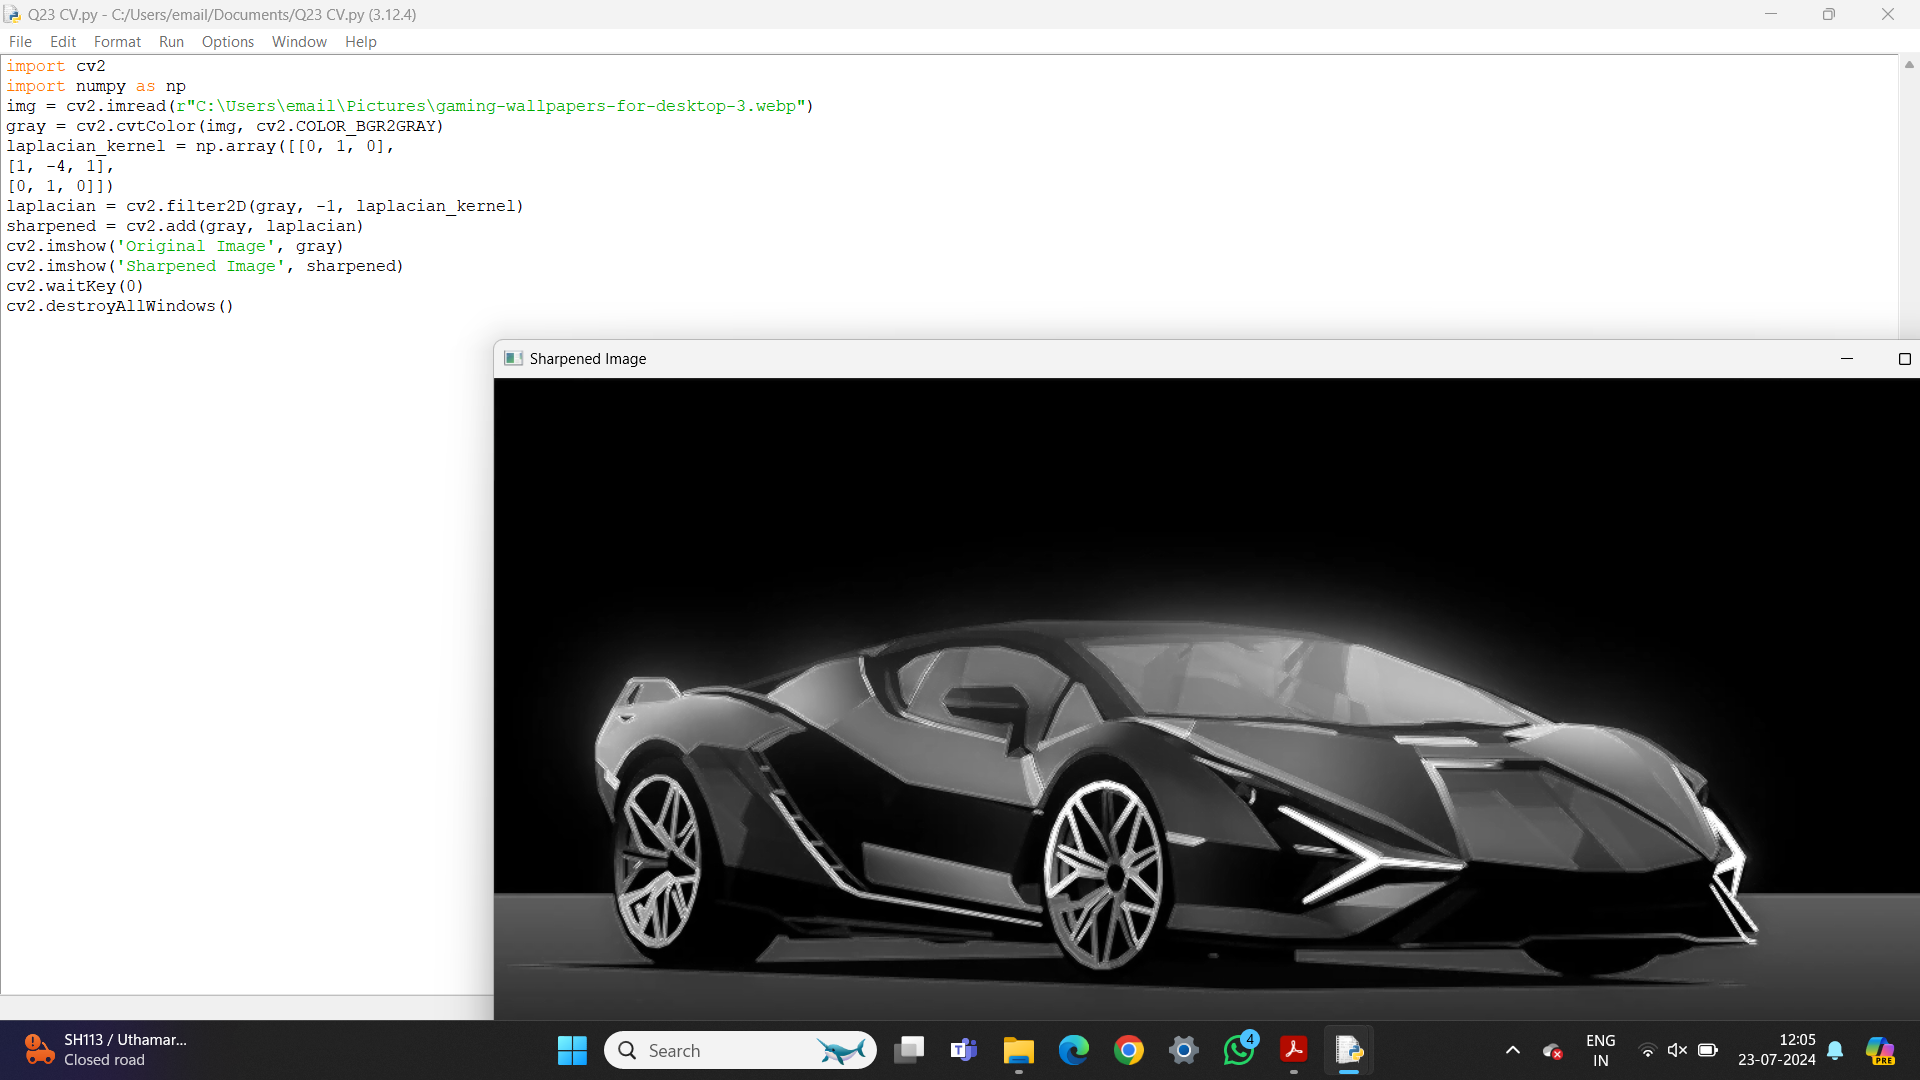 Q23 CV.py - C:/Users/email/Documents/Q23 CV.py (3.12.4)
File Edit Format Run Options Window Help
import cv2
import numpy as np
img = cv2.imread(r"C:\Users\email\Pictures\gaming-wallpapers-for-desktop-3.webp")
gray = cv2.cvtColor(img, cv2.COLOR_BGR2GRAY)
laplacian_kernel = np.array([[0, 1, 0],
[1, -4, 1],
[0, 1, 0]])
laplacian = cv2.filter2D(gray, -1, laplacian_kernel)
sharpened = cv2.add(gray, laplacian)
cv2.imshow('Original Image', gray)
cv2.imshow('Sharpened Image', sharpened)
cv2.waitKey(0)
cv2.destroyAllWindows()
Sharpened Image
SH113 / Uthamar...
Closed road
Search
4
ENG
IN
12:05
23-07-2024
PRE